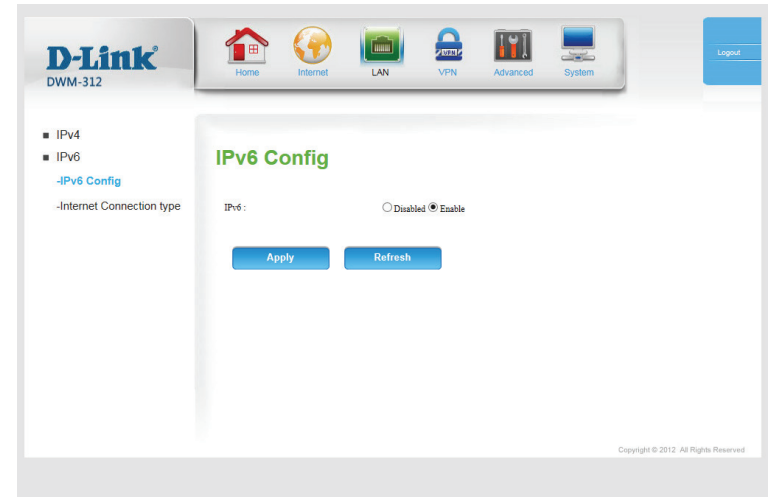 D-Link®
DWM-312
Home Internet LAN VPN Advanced System
Logout
IPv4
IPv6
-IPv6 Config
-Internet Connection type
IPv6 Config
IPv6 : Disabled Enable
Apply Refresh
Copyright © 2012 All Rights Reserved